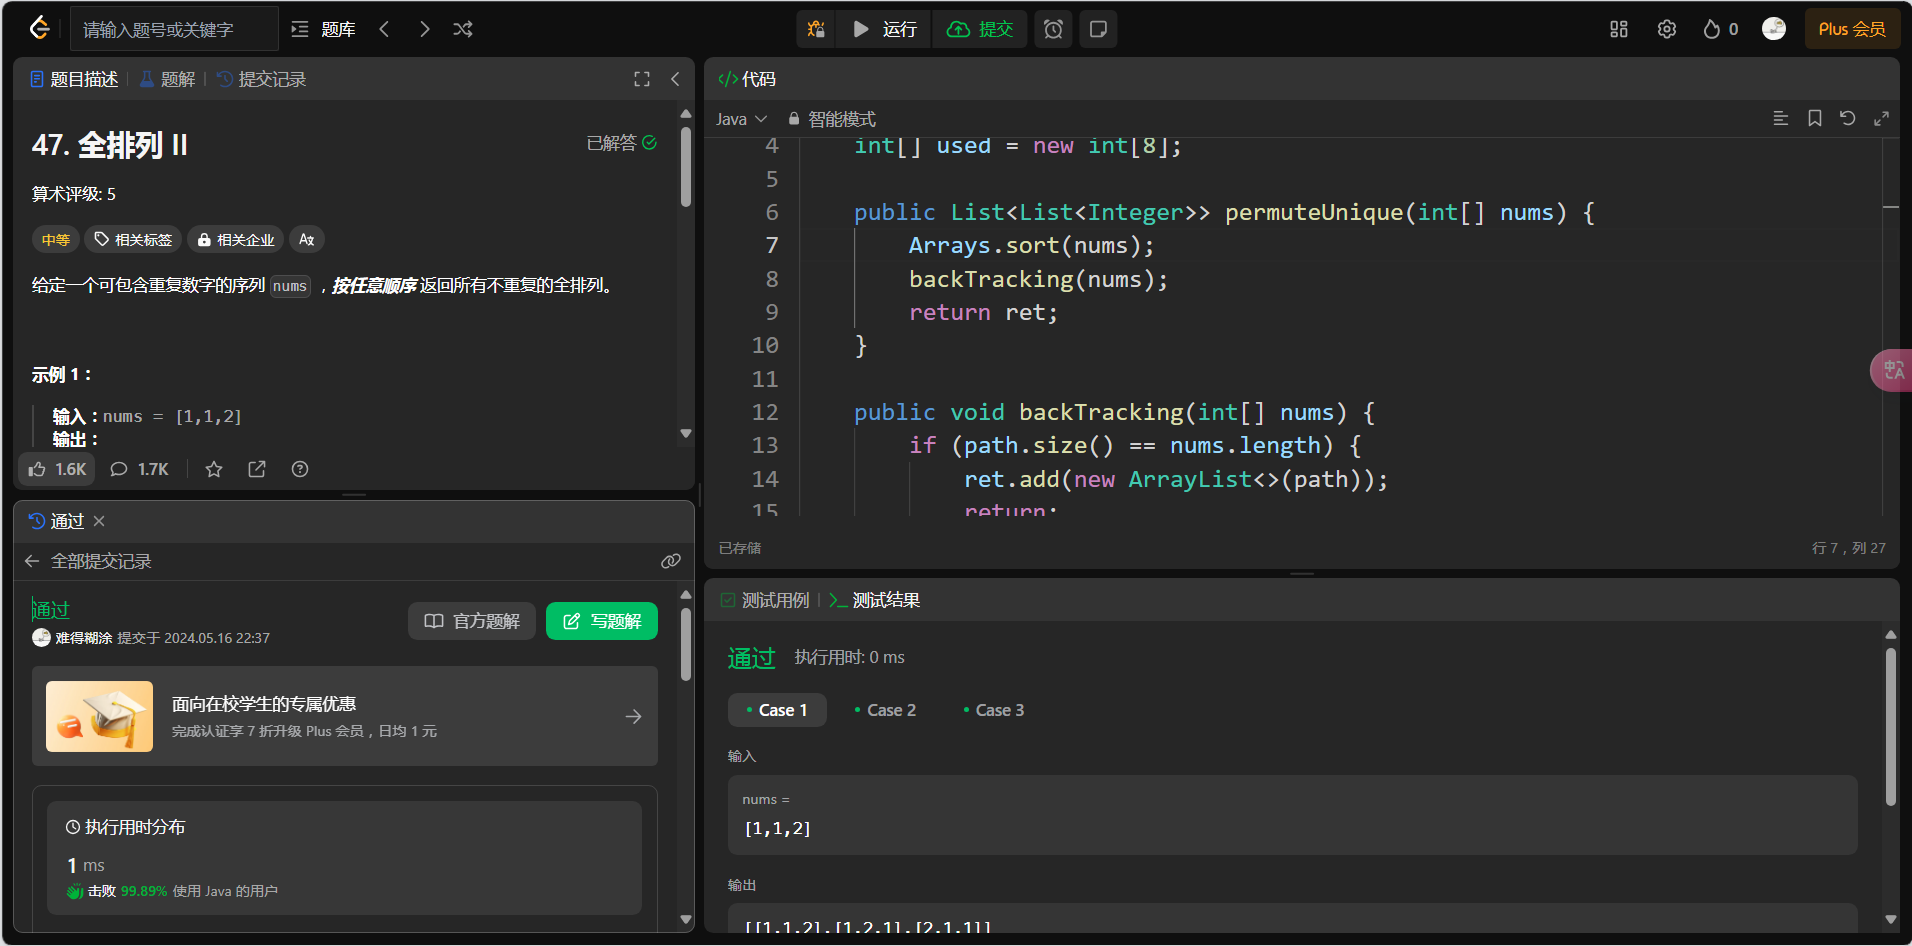 请输入题号或关键字
题库
运行
提交
0
Plus 会员
题目描述
题解
提交记录
47. 全排列 II
已解答
算术评级: 5
中等
相关标签
相关企业
给定一个可包含重复数字的序列 nums ，按任意顺序 返回所有不重复的全排列。
示例 1：
输入：nums = [1,1,2]
输出：
1.6K
1.7K
通过
全部提交记录
通过
官方题解
写题解
难得糊涂 提交于 2024.05.16 22:37
面向在校学生的专属优惠
完成认证享 7 折升级 Plus 会员，日均 1 元
执行用时分布
1 ms
击败 99.89% 使用 Java 的用户
</>代码
Java
智能模式
4 int[] used = new int[8];
5
6 public List<List<Integer>> permuteUnique(int[] nums) {
7 Arrays.sort(nums);
8 backTracking(nums);
9 return ret;
10 }
11
12 public void backTracking(int[] nums) {
13 if (path.size() == nums.length) {
14 ret.add(new ArrayList<>(path));
15 return;
已存储
行 7，列 27
测试用例
测试结果
通过
执行用时: 0 ms
Case 1
Case 2
Case 3
输入
nums =
[1,1,2]
输出
[[1,1,2],[1,2,1],[2,1,1]]